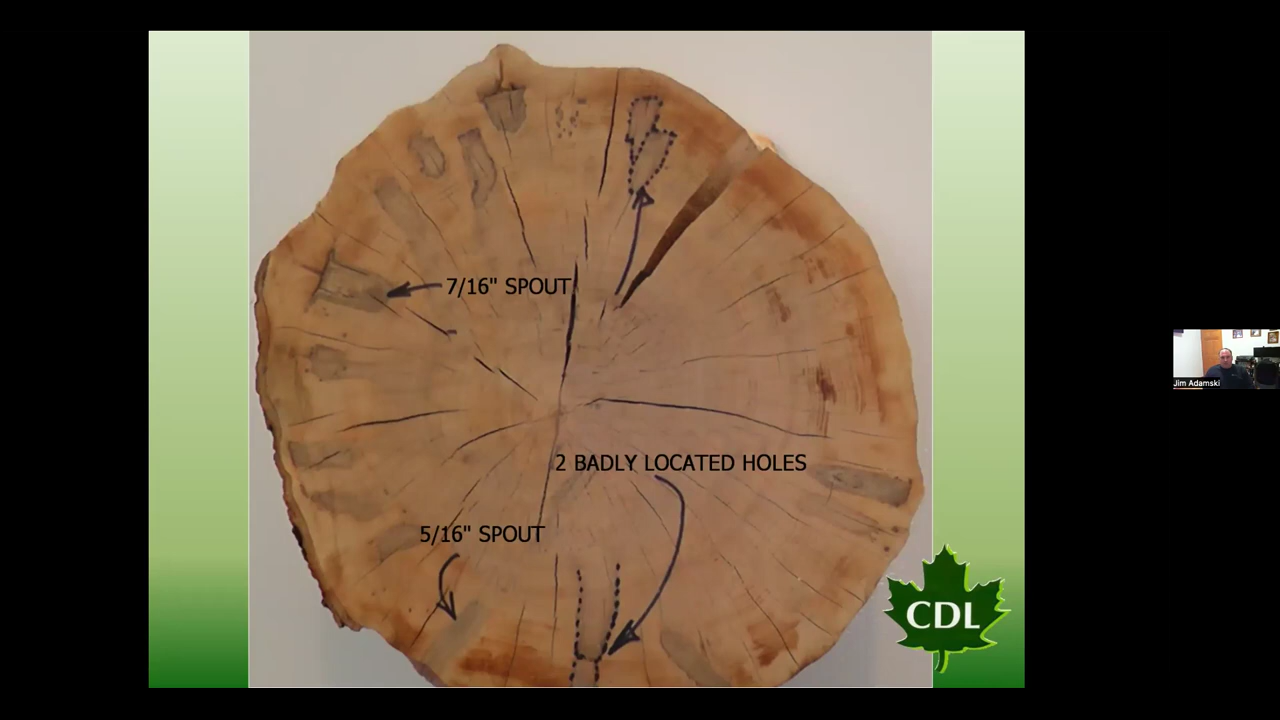 7/16" SPOUT
2 BADLY LOCATED HOLES
5/16" SPOUT
CDL
Jim Adamski